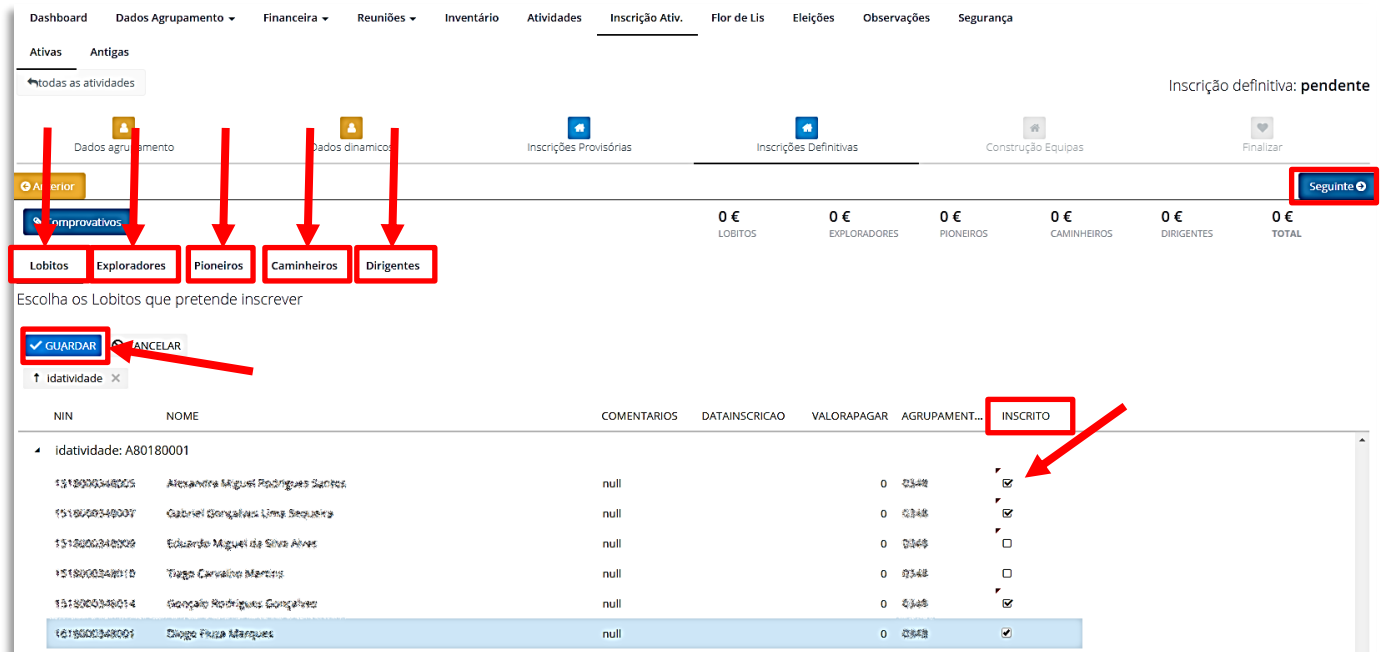 Dashboard Dados Agrupamento Financeira Reuniões Inventário Atividades Inscrição Ativ. Flor de Lis Eleições Observações Segurança
Ativas Antigas
todas as atividades
Inscrição definitiva: pendente
Dados agrupamento Dados dinamicos Inscrições Provisórias Inscrições Definitivas Construção Equipas Finalizar
Anterior Seguinte
Comprovativos
0 € 0 € 0 € 0 € 0 € 0 €
LOBITOS EXPLORADORES PIONEIROS CAMINHEIROS DIRIGENTES TOTAL
Lobitos Exploradores Pioneiros Caminheiros Dirigentes
Escolha os Lobitos que pretende inscrever
GUARDAR CANCELAR
idatividade
NIN NOME COMENTARIOS DATAINSCRICAO VALORAPAGAR AGRUPAMENT... INSCRITO
idatividade: A80180001
null 0
null 0
null 0
null 0
null 0
null 0